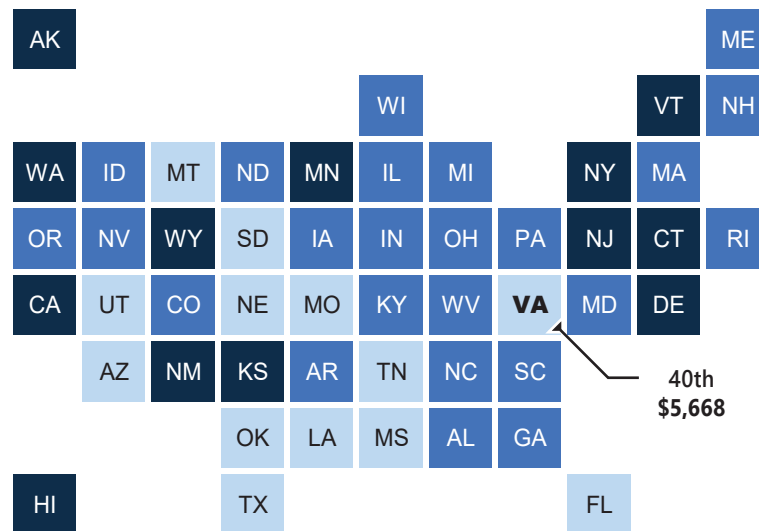 AK ME
WI VT NH
WA ID MT ND MN IL MI NY MA
OR NV WY SD IA IN OH PA NJ CT RI
CA UT CO NE MO KY WV VA MD DE
AZ NM KS AR TN NC SC
40th
$5,668
OK LA MS AL GA
HI TX FL